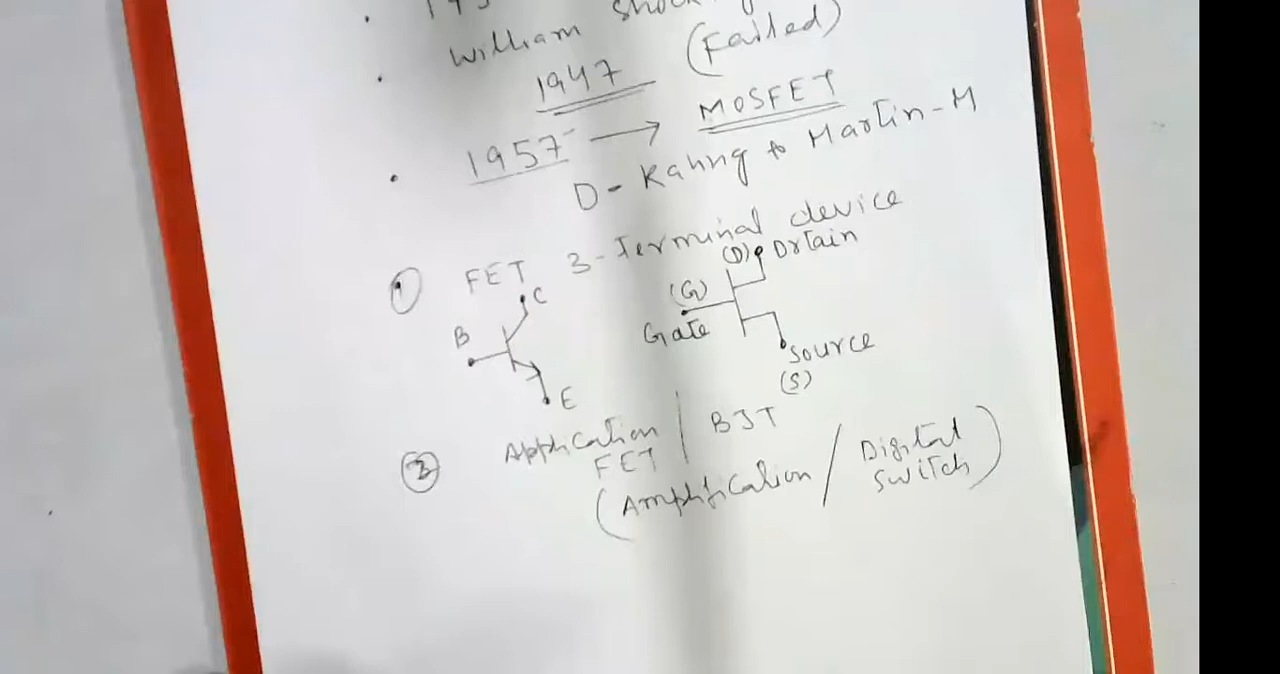 William
(Failed)
1947
1957 → MOSFET
D - Kahng & Martin - M
① FET 3-Terminal device
(D) Drain
(G)
Gate
Source
(S)
B
C
E
② Application / BJT
FET
(Amplification / Digital Switch)